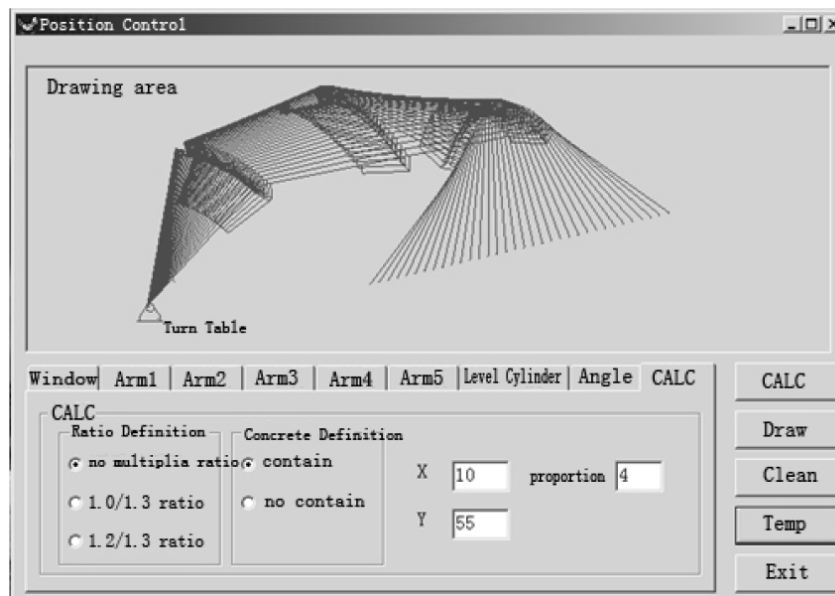 Position Control
Drawing area
Turn Table
Window Arm1 Arm2 Arm3 Arm4 Arm5 Level Cylinder Angle CALC
CALC
Ratio Definition
no multiplia ratio
1.0/1.3 ratio
1.2/1.3 ratio
Concrete Definition
contain
no contain
X 10 proportion 4
Y 55
CALC
Draw
Clean
Temp
Exit